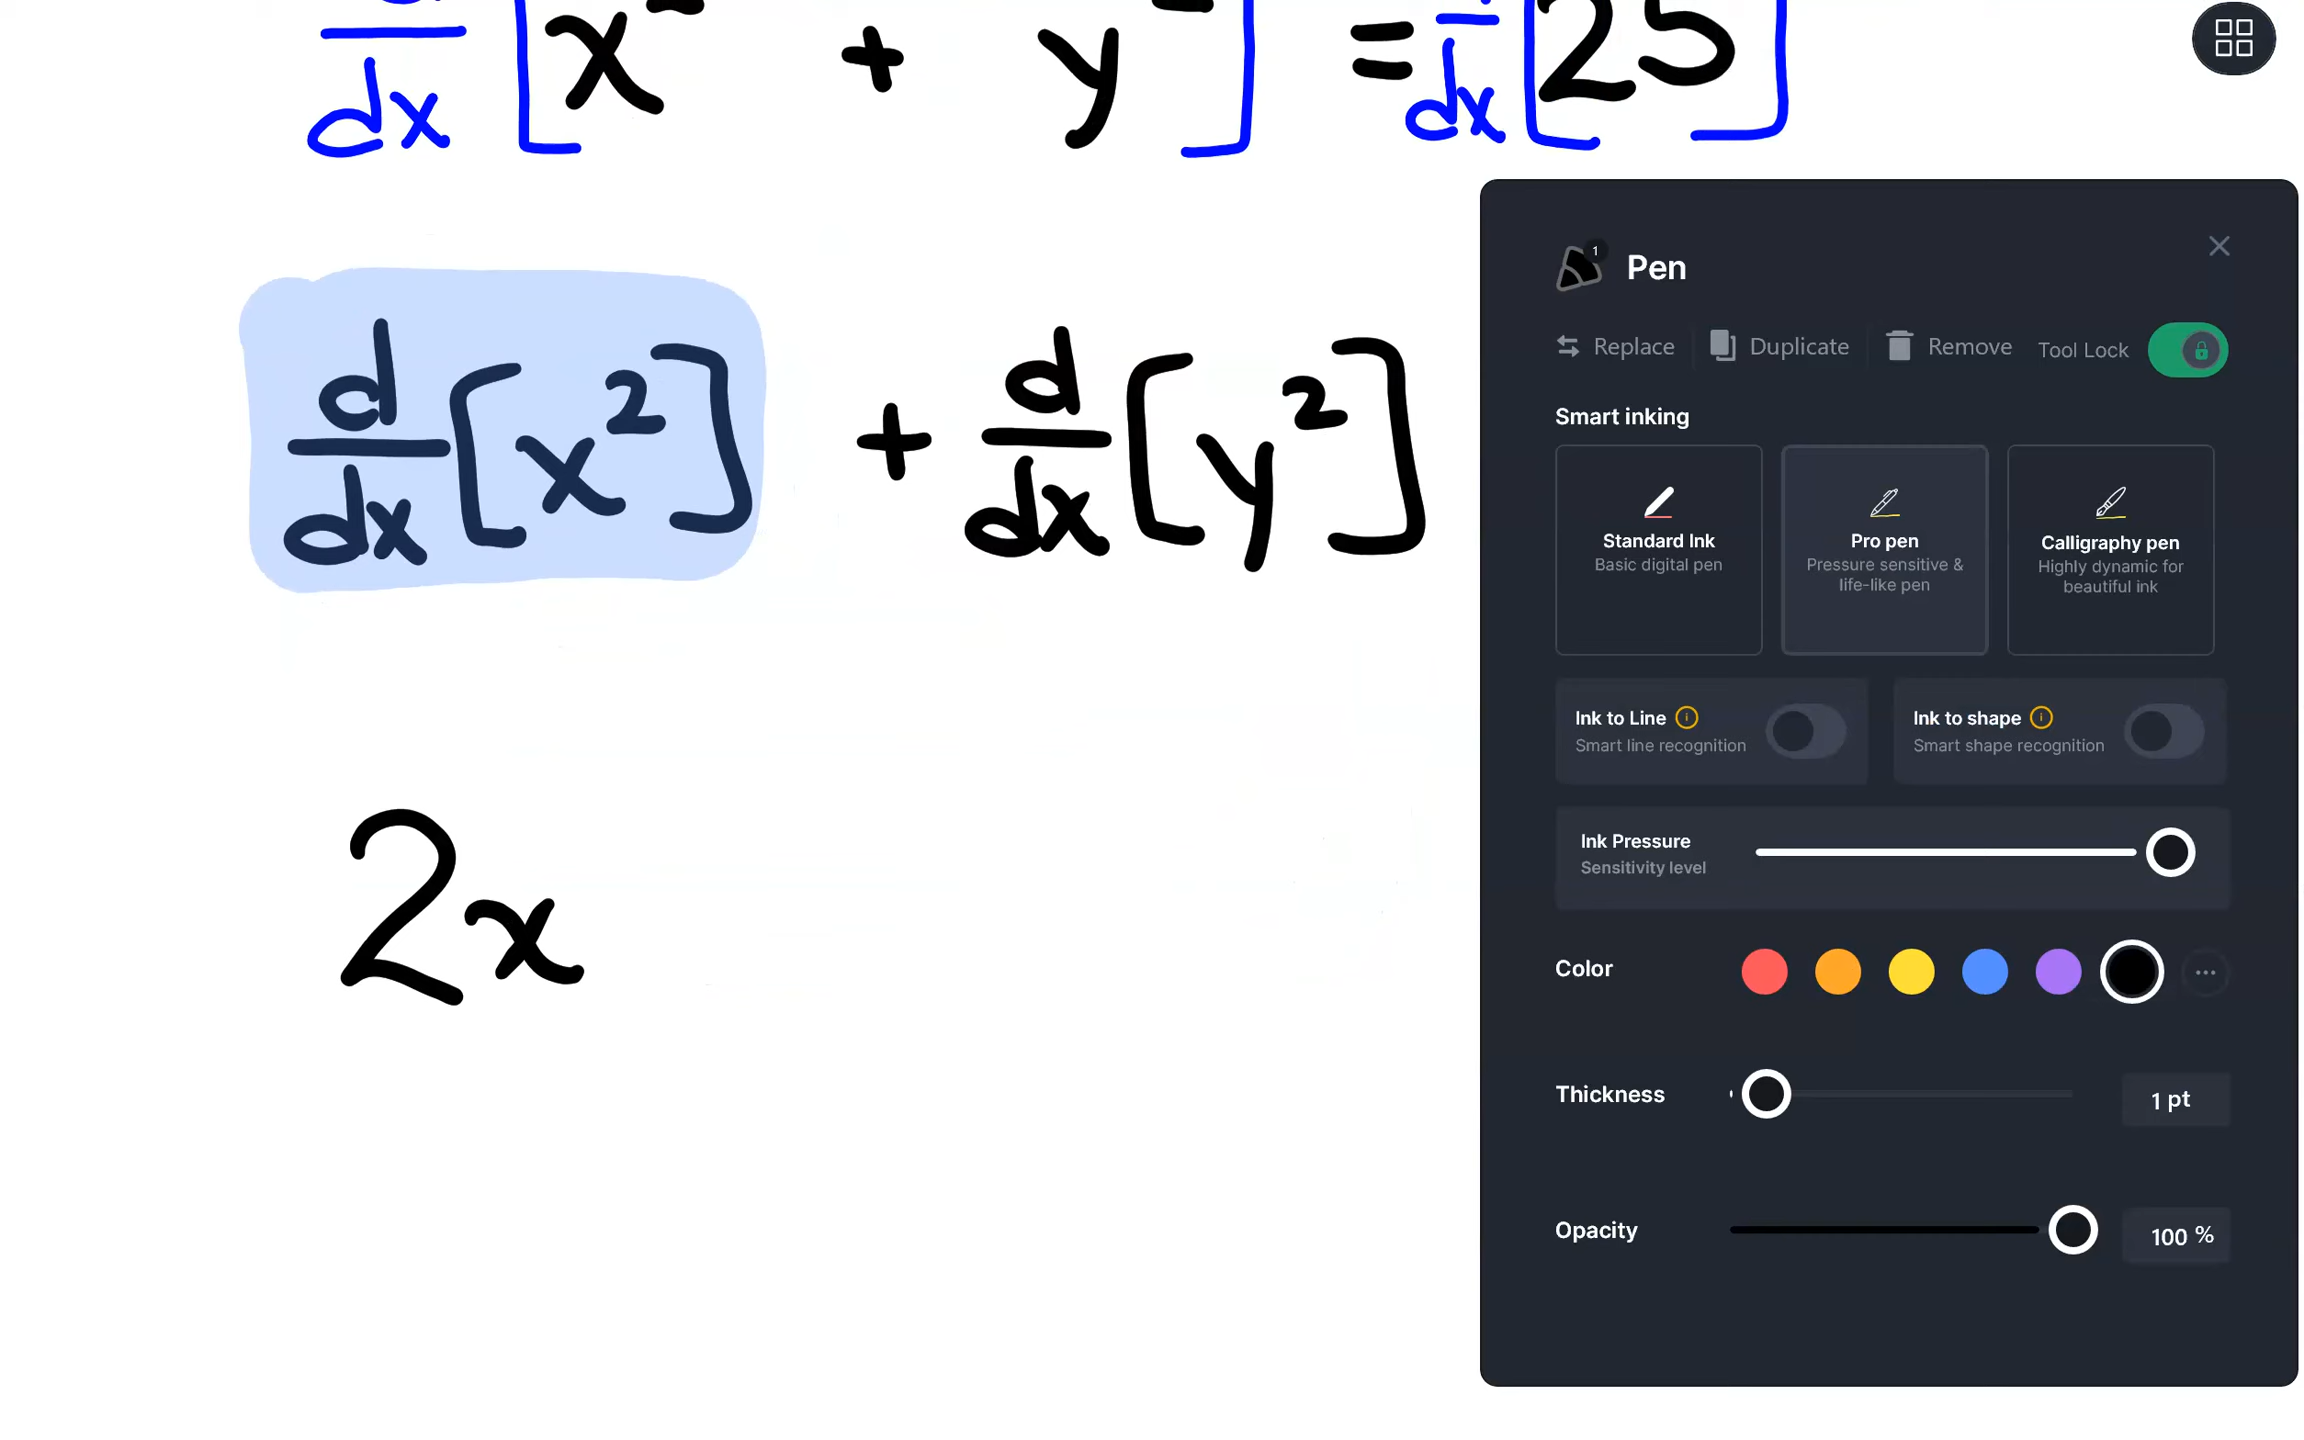 d/dx [x² + y²] = d/dx [25]
1
Pen
Replace Duplicate Remove Tool Lock
d/dx [x²] + d/dx [y²]
Smart inking
Standard Ink
Basic digital pen
Pro pen
Pressure sensitive &
life-like pen
Calligraphy pen
Highly dynamic for
beautiful ink
Ink to Line
Smart line recognition
Ink to shape
Smart shape recognition
2x
Ink Pressure
Sensitivity level
Color
Thickness 1 pt
Opacity 100 %